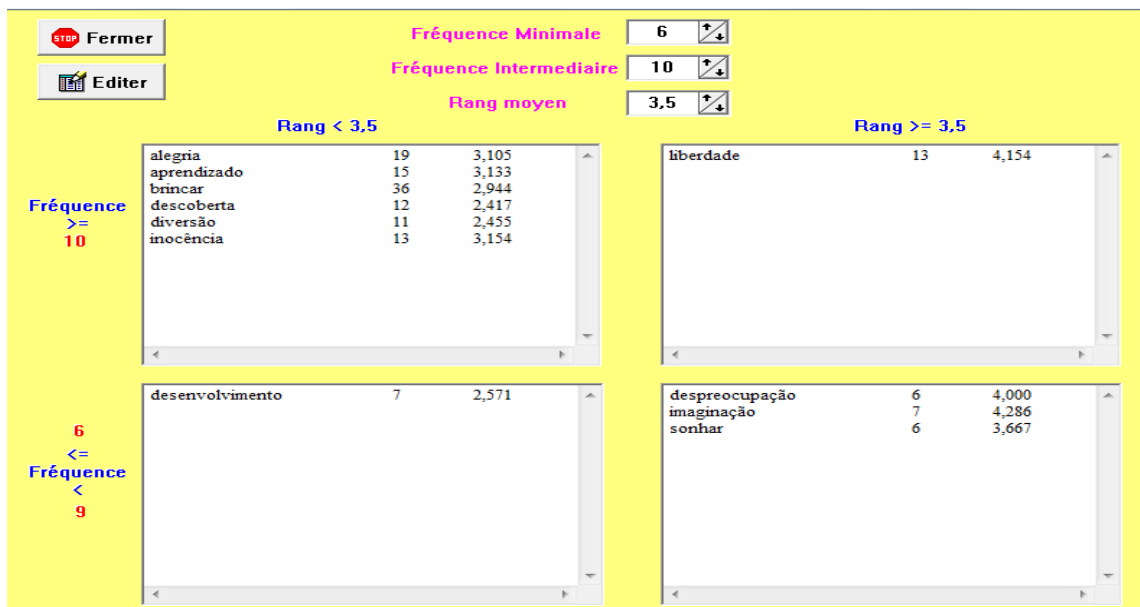 STOP Fermer
Editer
Fréquence Minimale 6
Fréquence Intermediaire 10
Rang moyen 3,5
Rang < 3,5
Rang >= 3,5
Fréquence
>=
10
alegria 19 3,105
aprendizado 15 3,133
brincar 36 2,944
descoberta 12 2,417
diversão 11 2,455
inocência 13 3,154
liberdade 13 4,154
6
<=
Fréquence
<
9
desenvolvimento 7 2,571
despreocupação 6 4,000
imaginação 7 4,286
sonhar 6 3,667